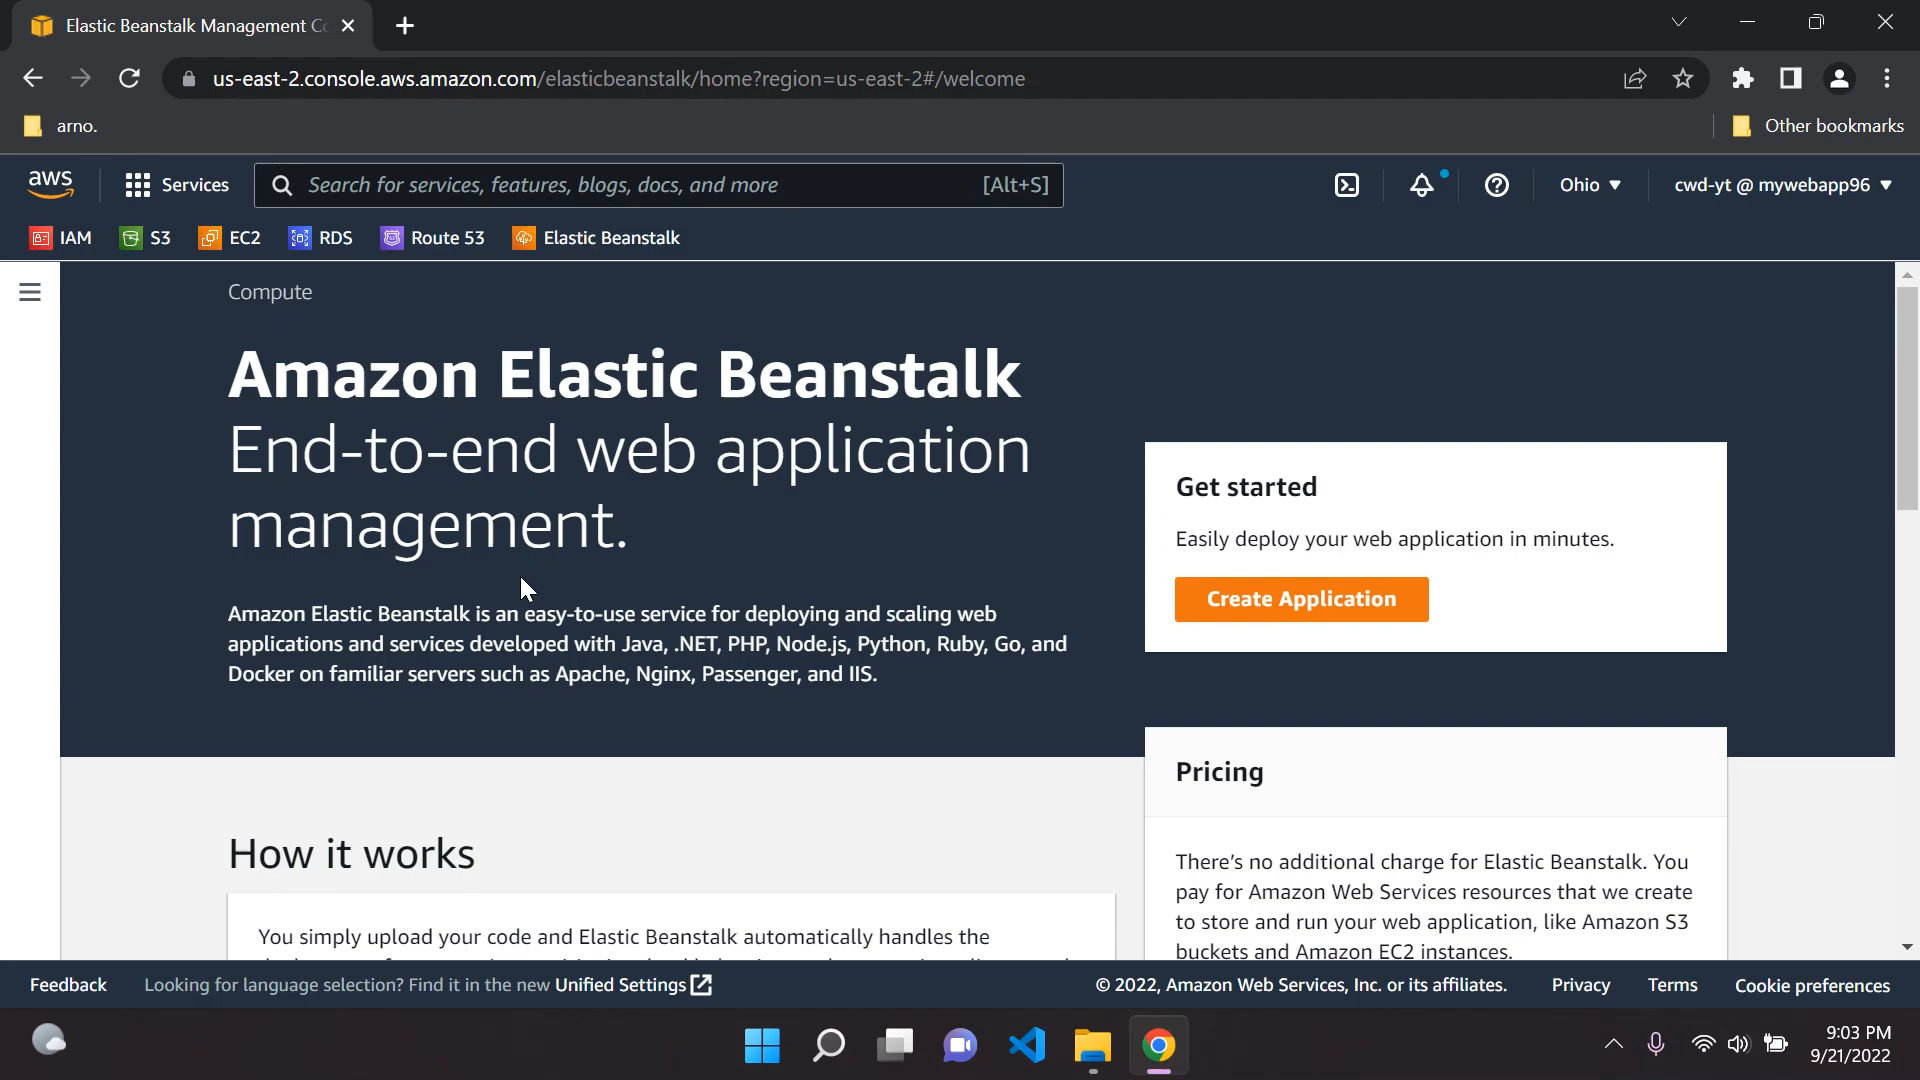 Elastic Beanstalk Management Co
us-east-2.console.aws.amazon.com/elasticbeanstalk/home?region=us-east-2#/welcome
arno.
Other bookmarks
aws
Services
Search for services, features, blogs, docs, and more
[Alt+S]
Ohio
cwd-yt @ mywebapp96
IAM
S3
EC2
RDS
Route 53
Elastic Beanstalk
Compute
Amazon Elastic Beanstalk
End-to-end web application
management.
Amazon Elastic Beanstalk is an easy-to-use service for deploying and scaling web
applications and services developed with Java, .NET, PHP, Node.js, Python, Ruby, Go, and
Docker on familiar servers such as Apache, Nginx, Passenger, and IIS.
Get started
Easily deploy your web application in minutes.
Create Application
Pricing
There's no additional charge for Elastic Beanstalk. You
pay for Amazon Web Services resources that we create
to store and run your web application, like Amazon S3
buckets and Amazon EC2 instances.
How it works
You simply upload your code and Elastic Beanstalk automatically handles the
Feedback
Looking for language selection? Find it in the new Unified Settings
© 2022, Amazon Web Services, Inc. or its affiliates.
Privacy
Terms
Cookie preferences
9:03 PM
9/21/2022